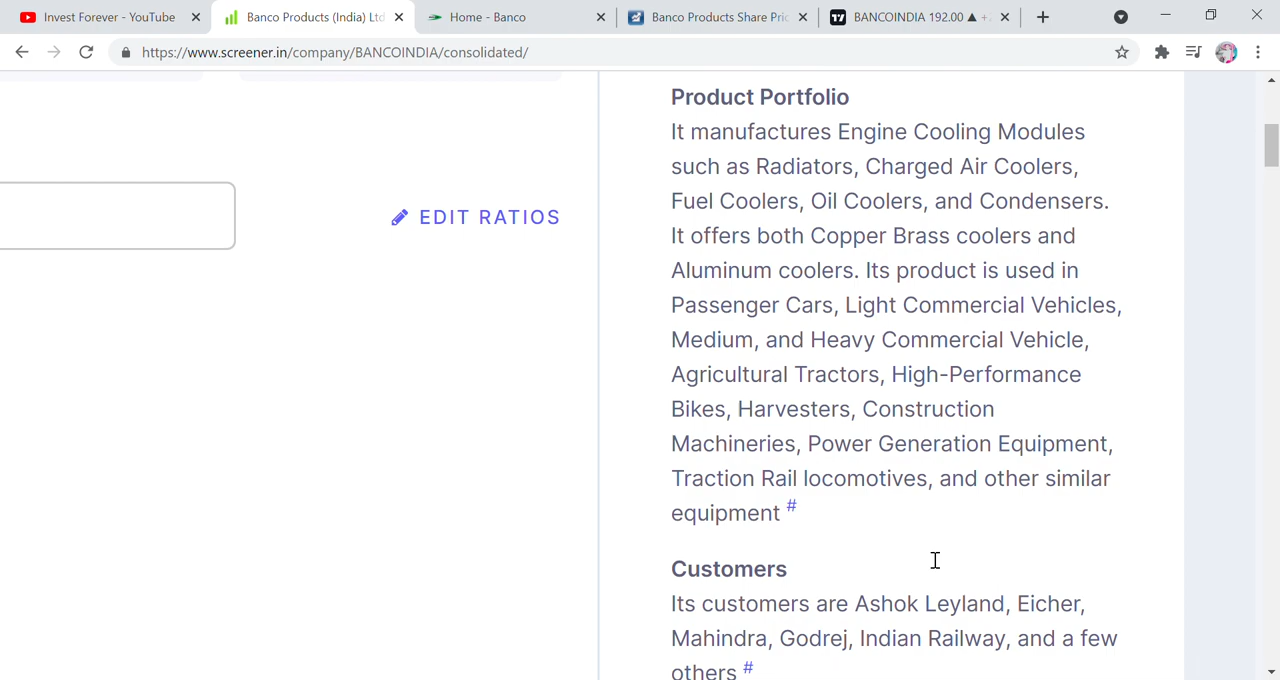 Invest Forever - YouTube
Banco Products (India) Ltd
Home - Banco
Banco Products Share Pric
BANCOINDIA 192.00 ▲ +
https://www.screener.in/company/BANCOINDIA/consolidated/
EDIT RATIOS
Product Portfolio
It manufactures Engine Cooling Modules
such as Radiators, Charged Air Coolers,
Fuel Coolers, Oil Coolers, and Condensers.
It offers both Copper Brass coolers and
Aluminum coolers. Its product is used in
Passenger Cars, Light Commercial Vehicles,
Medium, and Heavy Commercial Vehicle,
Agricultural Tractors, High-Performance
Bikes, Harvesters, Construction
Machineries, Power Generation Equipment,
Traction Rail locomotives, and other similar
equipment #
Customers
Its customers are Ashok Leyland, Eicher,
Mahindra, Godrej, Indian Railway, and a few
others #